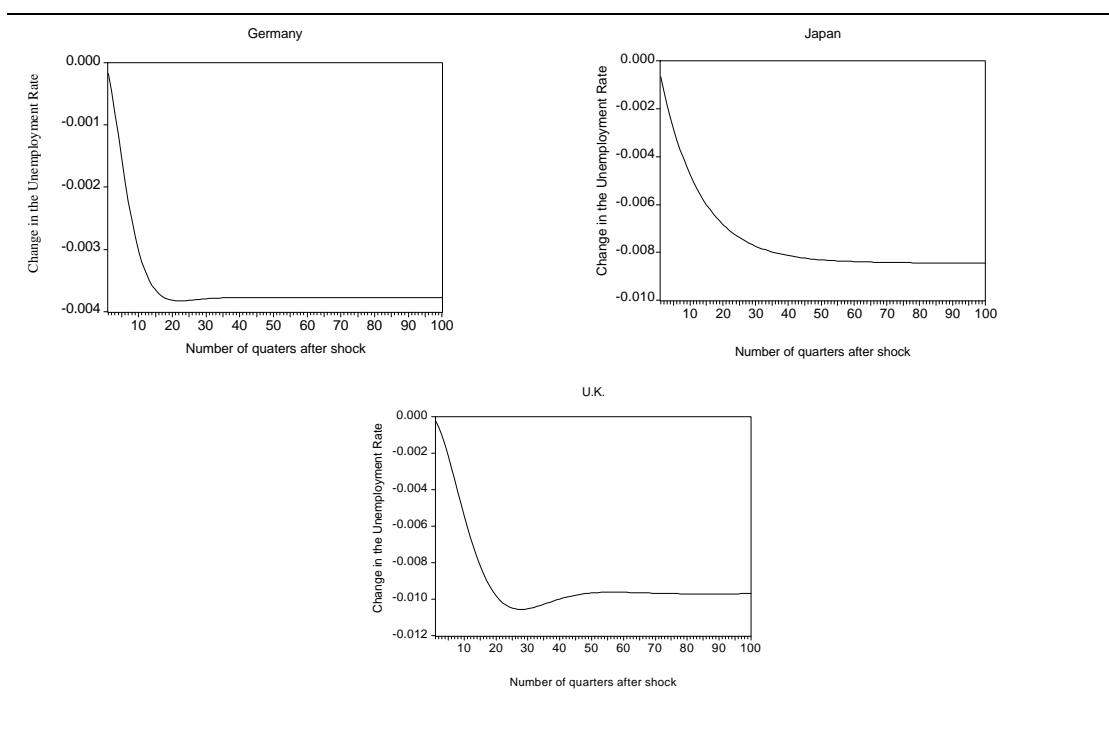 Germany
Change in the Unemployment Rate
0.000
-0.001
-0.002
-0.003
-0.004
10 20 30 40 50 60 70 80 90 100
Number of quaters after shock
Japan
Change in the Unemployment Rate
0.000
-0.002
-0.004
-0.006
-0.008
-0.010
10 20 30 40 50 60 70 80 90 100
Number of quarters after shock
U.K.
Change in the Unemployment Rate
0.000
-0.002
-0.004
-0.006
-0.008
-0.010
-0.012
10 20 30 40 50 60 70 80 90 100
Number of quarters after shock